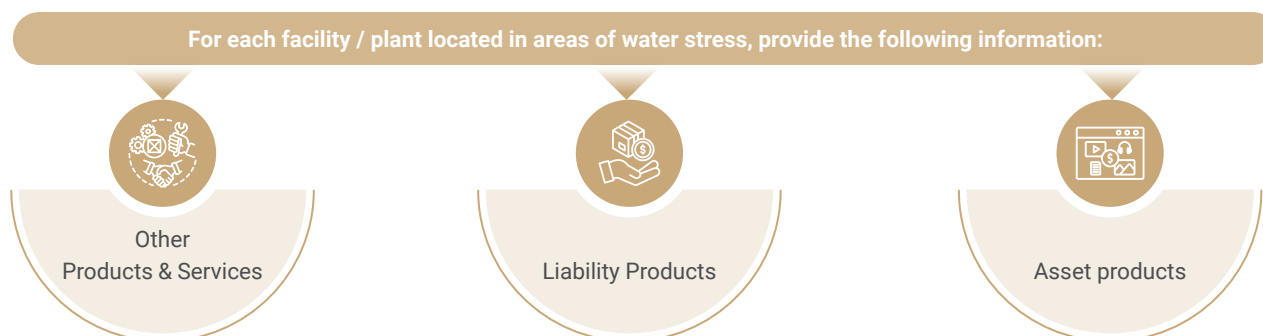 For each facility / plant located in areas of water stress, provide the following information:
Other
Products & Services
Liability Products
Asset products